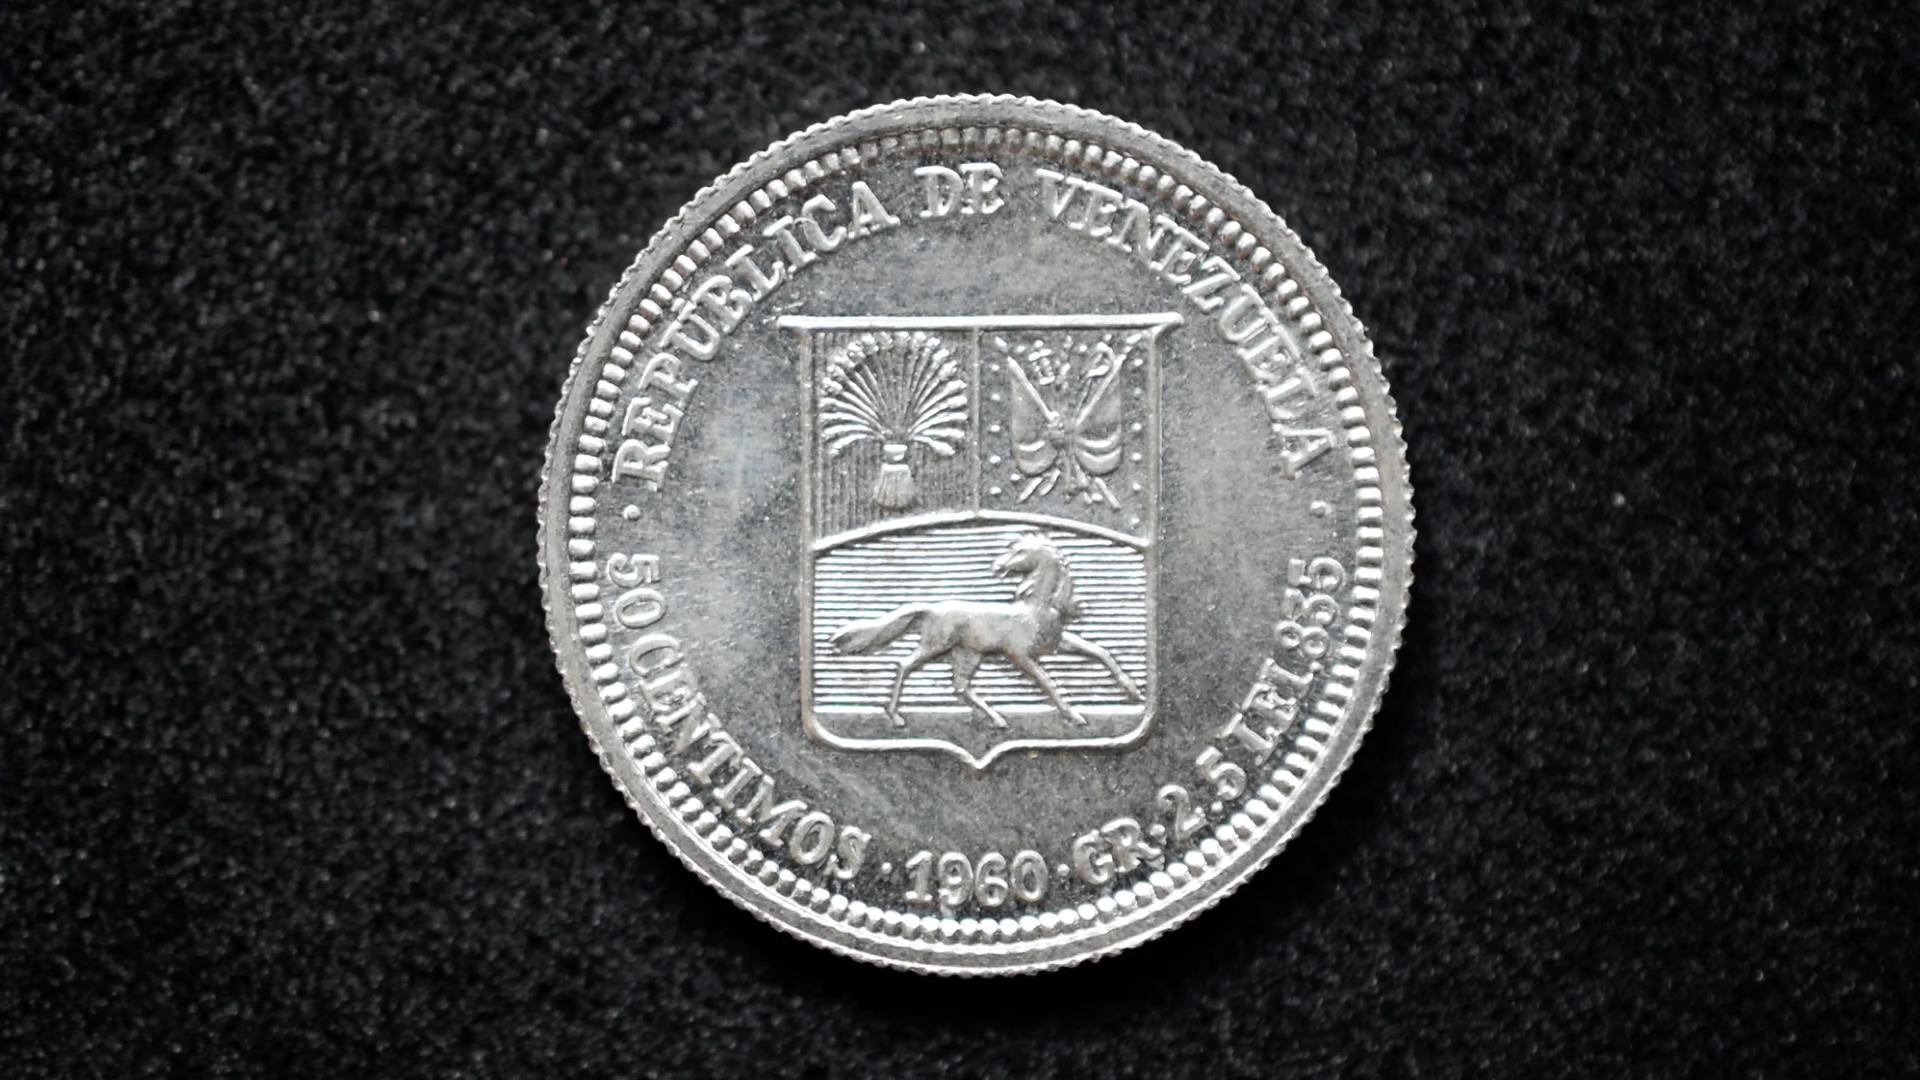 · REPÚBLICA DE VENEZUELA ·
50 CENTIMOS · 1960 · GR. 2.5 LEI.835